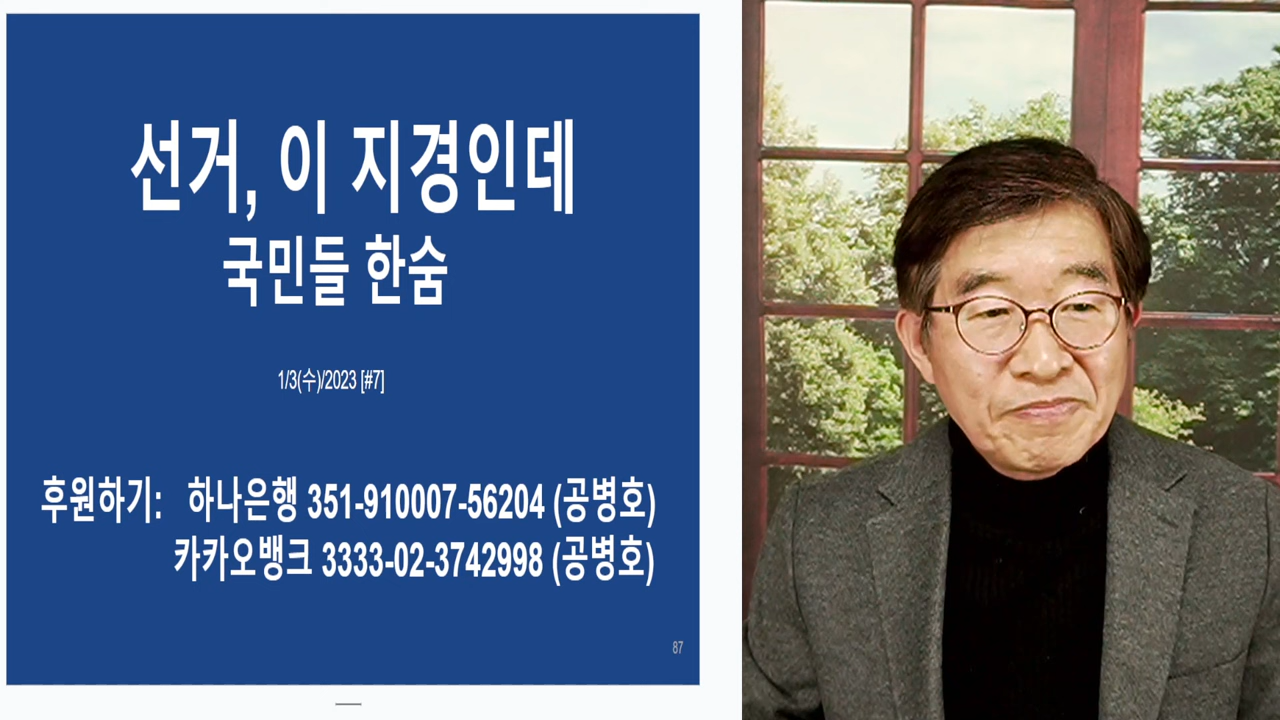 선거, 이 지경인데
국민들 한숨
1/3(수)/2023 [#7]
후원하기: 하나은행 351-910007-56204 (공병호)
카카오뱅크 3333-02-3742998 (공병호)
87